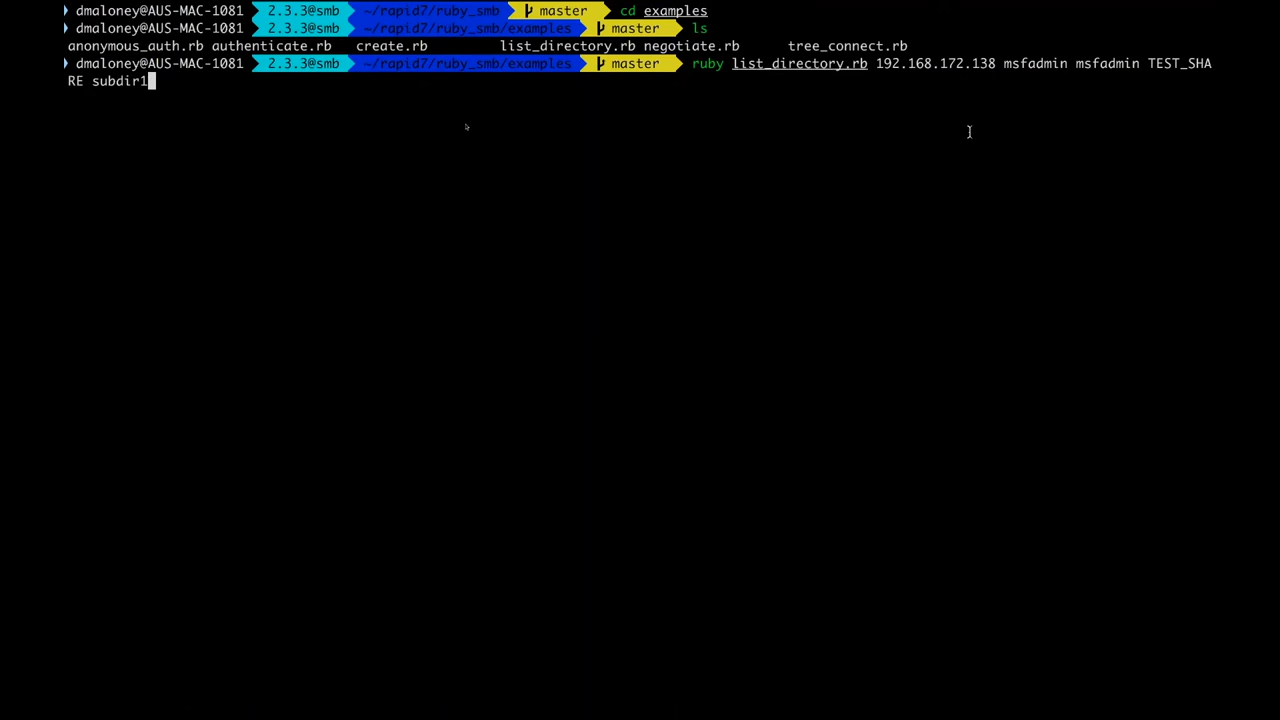 dmaloney@AUS-MAC-1081 2.3.3@smb ~/rapid7/ruby_smb master cd examples
dmaloney@AUS-MAC-1081 2.3.3@smb ~/rapid7/ruby_smb/examples master ls
anonymous_auth.rb authenticate.rb create.rb list_directory.rb negotiate.rb tree_connect.rb
dmaloney@AUS-MAC-1081 2.3.3@smb ~/rapid7/ruby_smb/examples master ruby list_directory.rb 192.168.172.138 msfadmin msfadmin TEST_SHA
RE subdir1